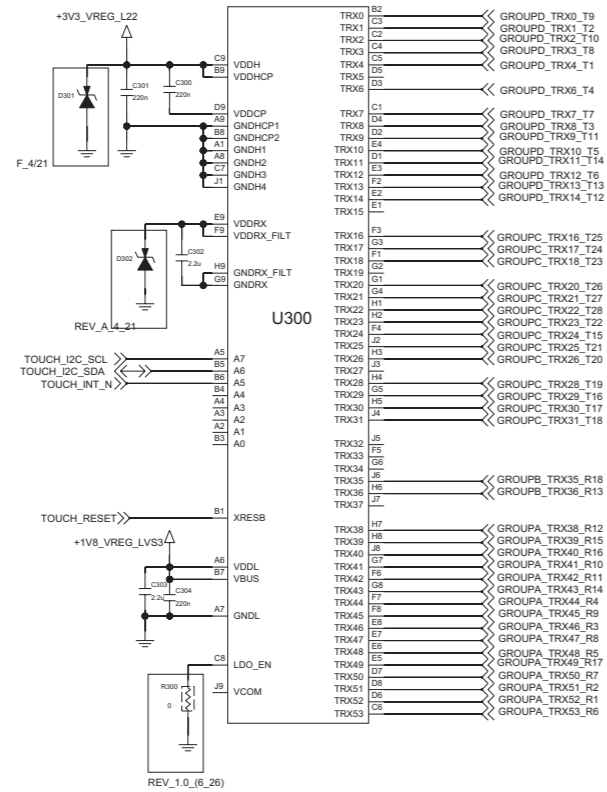 +3V3_VREG_L22
D301
C301
220n
C300
220n
F_4/21
D302
C302
2.2u
REV_A_4_21
TOUCH_I2C_SCL
TOUCH_I2C_SDA
TOUCH_INT_N
TOUCH_RESET
+1V8_VREG_LVS3
C303
2.2u
C304
220n
R300
0
REV_1.0_(6_26)
U300
C9 VDDH
B9 VDDHCP
D9 VDDCP
A9 GNDHCP1
B8 GNDHCP2
A1 GNDH1
A8 GNDH2
C7 GNDH3
J1 GNDH4
E9 VDDRX
F9 VDDRX_FILT
H9 GNDRX_FILT
G9 GNDRX
A5 A7
B5 A6
B6 A5
B4 A4
A4 A3
A3 A2
A2 A1
B3 A0
B1 XRESB
A6 VDDL
B7 VBUS
A7 GNDL
C8 LDO_EN
J9 VCOM
TRX0 B2 GROUPD_TRX0_T9
TRX1 C3 GROUPD_TRX1_T2
TRX2 C2 GROUPD_TRX2_T10
TRX3 C4 GROUPD_TRX3_T8
TRX4 C5 GROUPD_TRX4_T1
TRX5 D5
TRX6 D3 GROUPD_TRX6_T4
TRX7 C1 GROUPD_TRX7_T7
TRX8 D4 GROUPD_TRX8_T3
TRX9 D2 GROUPD_TRX9_T11
TRX10 E4 GROUPD_TRX10_T5
TRX11 D1 GROUPD_TRX11_T14
TRX12 E3 GROUPD_TRX12_T6
TRX13 F2 GROUPD_TRX13_T13
TRX14 E2 GROUPD_TRX14_T12
TRX15 E1
TRX16 F3 GROUPC_TRX16_T25
TRX17 G3 GROUPC_TRX17_T24
TRX18 F1 GROUPC_TRX18_T23
TRX19 G2
TRX20 G1 GROUPC_TRX20_T26
TRX21 G4 GROUPC_TRX21_T27
TRX22 H1 GROUPC_TRX22_T28
TRX23 H2 GROUPC_TRX23_T22
TRX24 F4 GROUPC_TRX24_T15
TRX25 J2 GROUPC_TRX25_T21
TRX26 H3 GROUPC_TRX26_T20
TRX27 J3
TRX28 H4 GROUPC_TRX28_T19
TRX29 G5 GROUPC_TRX29_T16
TRX30 H5 GROUPC_TRX30_T17
TRX31 J4 GROUPC_TRX31_T18
TRX32 J5
TRX33 F5
TRX34 G6
TRX35 J6 GROUPB_TRX35_R18
TRX36 H6 GROUPB_TRX36_R13
TRX37 J7
TRX38 H7 GROUPA_TRX38_R12
TRX39 H8 GROUPA_TRX39_R15
TRX40 J8 GROUPA_TRX40_R16
TRX41 G7 GROUPA_TRX41_R10
TRX42 F6 GROUPA_TRX42_R11
TRX43 G8 GROUPA_TRX43_R14
TRX44 F7 GROUPA_TRX44_R4
TRX45 F8 GROUPA_TRX45_R9
TRX46 E8 GROUPA_TRX46_R3
TRX47 E7 GROUPA_TRX47_R8
TRX48 E6 GROUPA_TRX48_R5
TRX49 E5 GROUPA_TRX49_R17
TRX50 D7 GROUPA_TRX50_R7
TRX51 D8 GROUPA_TRX51_R2
TRX52 D6 GROUPA_TRX52_R1
TRX53 C6 GROUPA_TRX53_R6